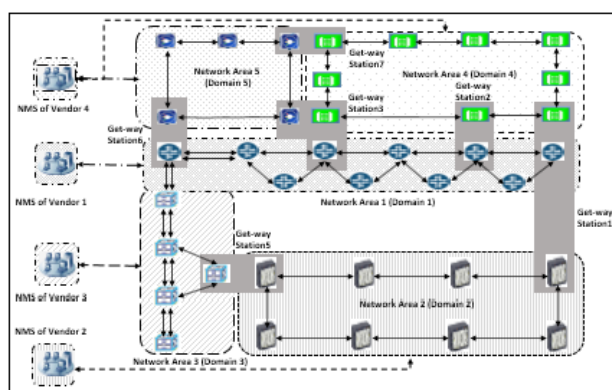 Get-way
Station7
Network Area 5
(Domain 5)
Network Area 4 (Domain 4)
NMS of Vendor 4
Get-way
Station3
Get-way
Station2
Get-way
Station6
NMS of Vendor 1
Network Area 1 (Domain 1)
Get-way
Station1
Get-way
Station5
NMS of Vendor 3
Network Area 2 (Domain 2)
NMS of Vendor 2
Network Area 3 (Domain 3)